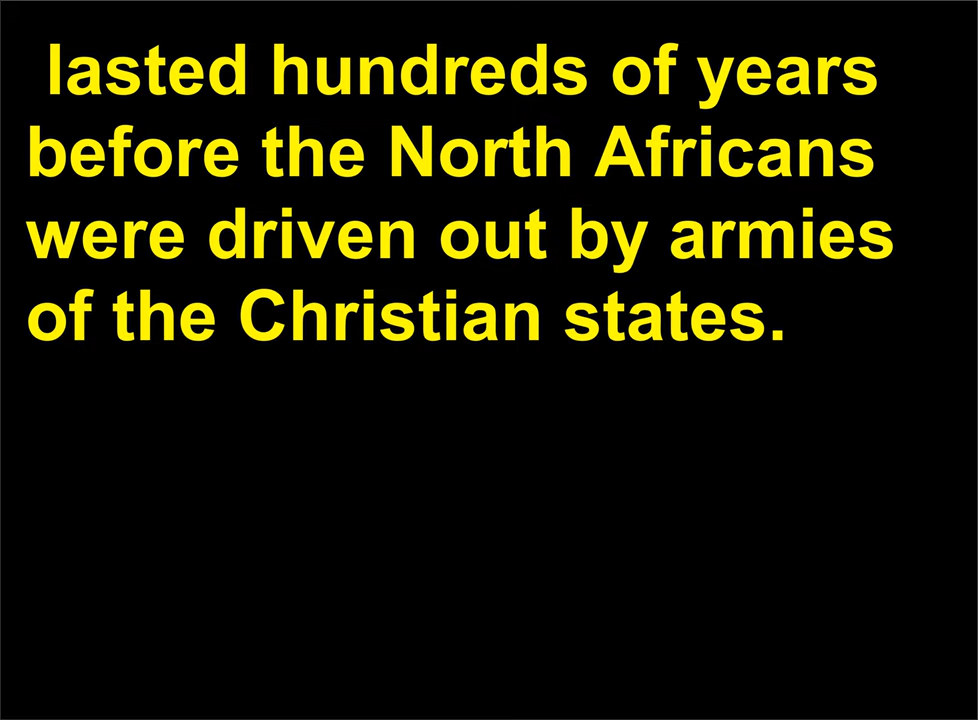 lasted hundreds of years
before the North Africans
were driven out by armies
of the Christian states.